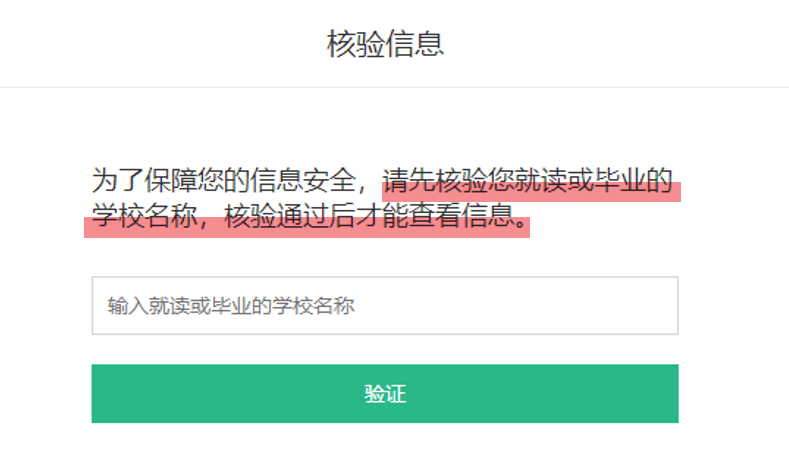 核验信息
为了保障您的信息安全，请先核验您就读或毕业的
学校名称，核验通过后才能查看信息。
输入就读或毕业的学校名称
验证